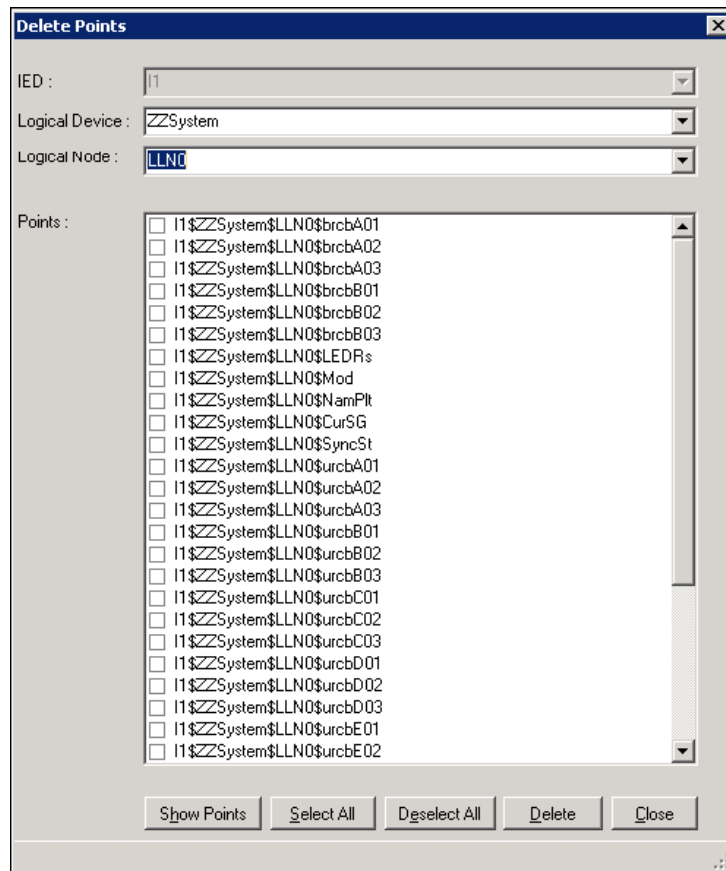 Delete Points
IED : I1
Logical Device : ZZSystem
Logical Node : LLN0
Points :
I1$ZZSystem$LLN0$brcbA01
I1$ZZSystem$LLN0$brcbA02
I1$ZZSystem$LLN0$brcbA03
I1$ZZSystem$LLN0$brcbB01
I1$ZZSystem$LLN0$brcbB02
I1$ZZSystem$LLN0$brcbB03
I1$ZZSystem$LLN0$LEDRs
I1$ZZSystem$LLN0$Mod
I1$ZZSystem$LLN0$NamPlt
I1$ZZSystem$LLN0$CurSG
I1$ZZSystem$LLN0$SyncSt
I1$ZZSystem$LLN0$urcbA01
I1$ZZSystem$LLN0$urcbA02
I1$ZZSystem$LLN0$urcbA03
I1$ZZSystem$LLN0$urcbB01
I1$ZZSystem$LLN0$urcbB02
I1$ZZSystem$LLN0$urcbB03
I1$ZZSystem$LLN0$urcbC01
I1$ZZSystem$LLN0$urcbC02
I1$ZZSystem$LLN0$urcbC03
I1$ZZSystem$LLN0$urcbD01
I1$ZZSystem$LLN0$urcbD02
I1$ZZSystem$LLN0$urcbD03
I1$ZZSystem$LLN0$urcbE01
I1$ZZSystem$LLN0$urcbE02
Show Points Select All Deselect All Delete Close